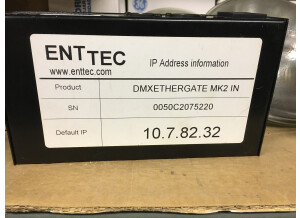 ENTTEC
www.enttec.com
IP Address information
Product DMXETHERGATE MK2 IN
SN 0050C2075220
Default IP 10.7.82.32